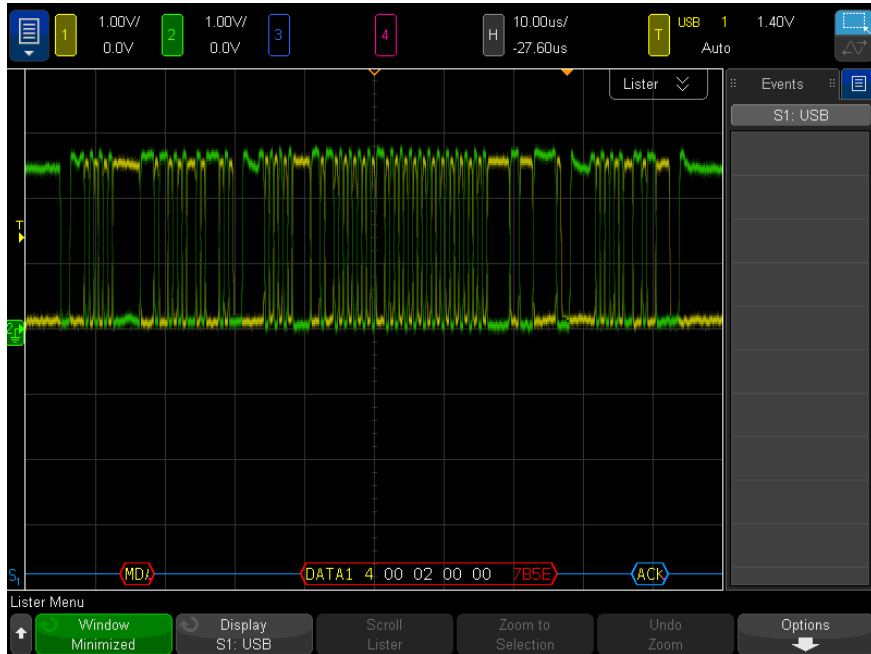 1 1.00V/ 2 1.00V/ 3 4 H 10.00us/ T USB 1 1.40V
0.0V 0.0V -27.60us Auto
Lister
Events
S1: USB
T
2
MDA
DATA1 4 00 02 00 00 7B5E
ACK
S1
Lister Menu
Window
Minimized
Display
S1: USB
Scroll
Lister
Zoom to
Selection
Undo
Zoom
Options